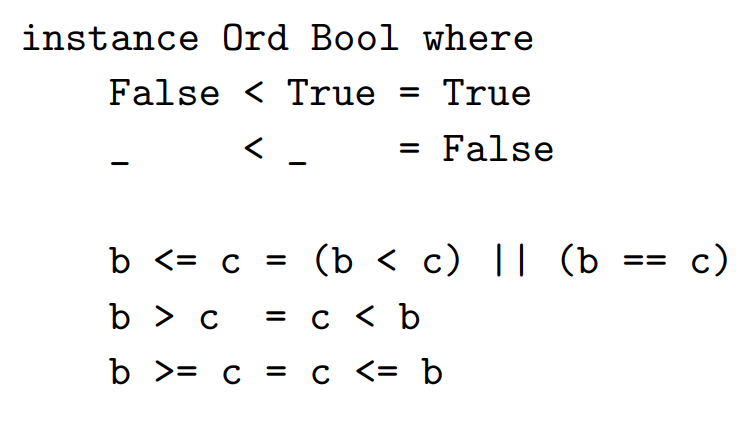 instance Ord Bool where
    False < True = True
    _     < _    = False

    b <= c = (b < c) || (b == c)
    b > c  = c < b
    b >= c = c <= b